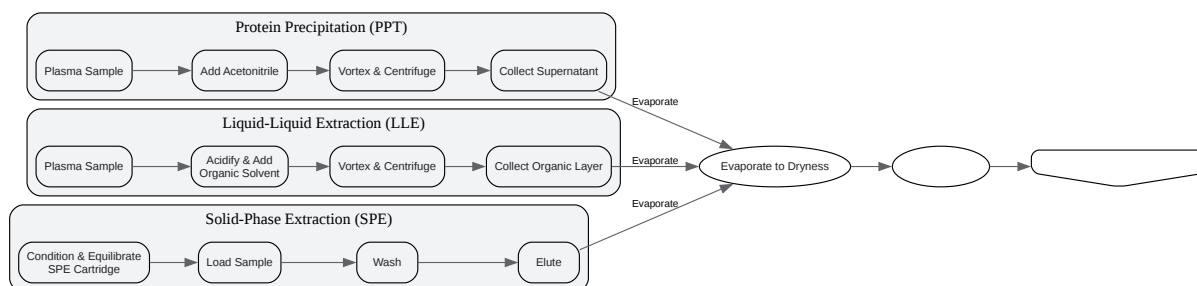 Protein Precipitation (PPT)
Plasma Sample
Add Acetonitrile
Vortex & Centrifuge
Collect Supernatant
Evaporate
Liquid-Liquid Extraction (LLE)
Plasma Sample
Acidify & Add
Organic Solvent
Vortex & Centrifuge
Collect Organic Layer
Evaporate
Evaporate to Dryness
Solid-Phase Extraction (SPE)
Evaporate
Condition & Equilibrate
SPE Cartridge
Load Sample
Wash
Elute